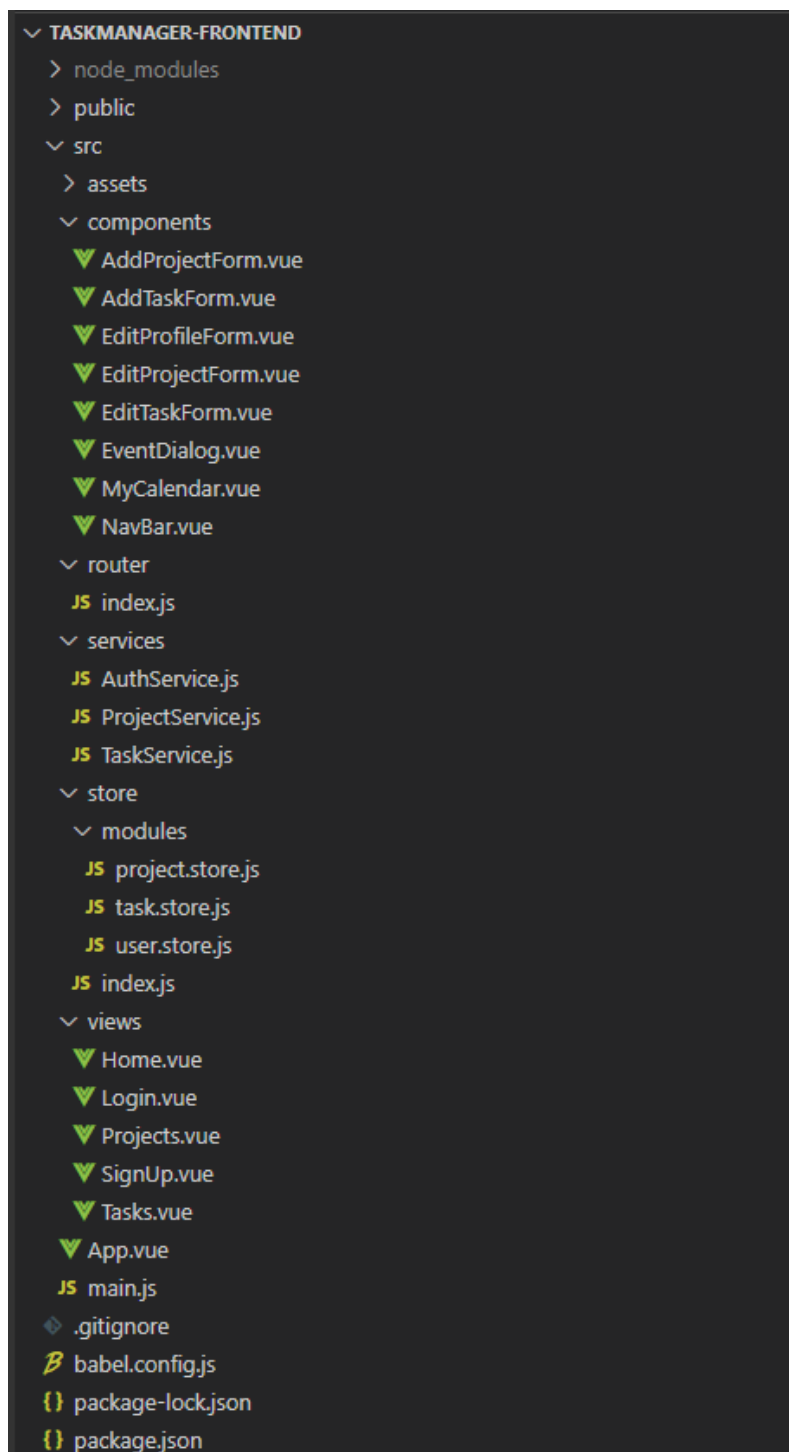 TASKMANAGER-FRONTEND
node_modules
public
src
assets
components
AddProjectForm.vue
AddTaskForm.vue
EditProfileForm.vue
EditProjectForm.vue
EditTaskForm.vue
EventDialog.vue
MyCalendar.vue
NavBar.vue
router
JS index.js
services
JS AuthService.js
JS ProjectService.js
JS TaskService.js
store
modules
JS project.store.js
JS task.store.js
JS user.store.js
JS index.js
views
Home.vue
Login.vue
Projects.vue
SignUp.vue
Tasks.vue
App.vue
JS main.js
.gitignore
B babel.config.js
{} package-lock.json
{} package.json